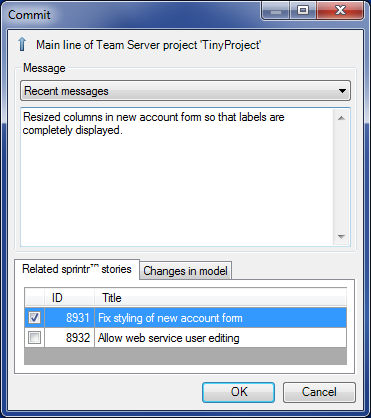 Commit
Main line of Team Server project 'TinyProject'
Message
Recent messages
Resized columns in new account form so that labels are
completely displayed.
Related sprintr™ stories Changes in model
ID Title
8931 Fix styling of new account form
8932 Allow web service user editing
OK Cancel